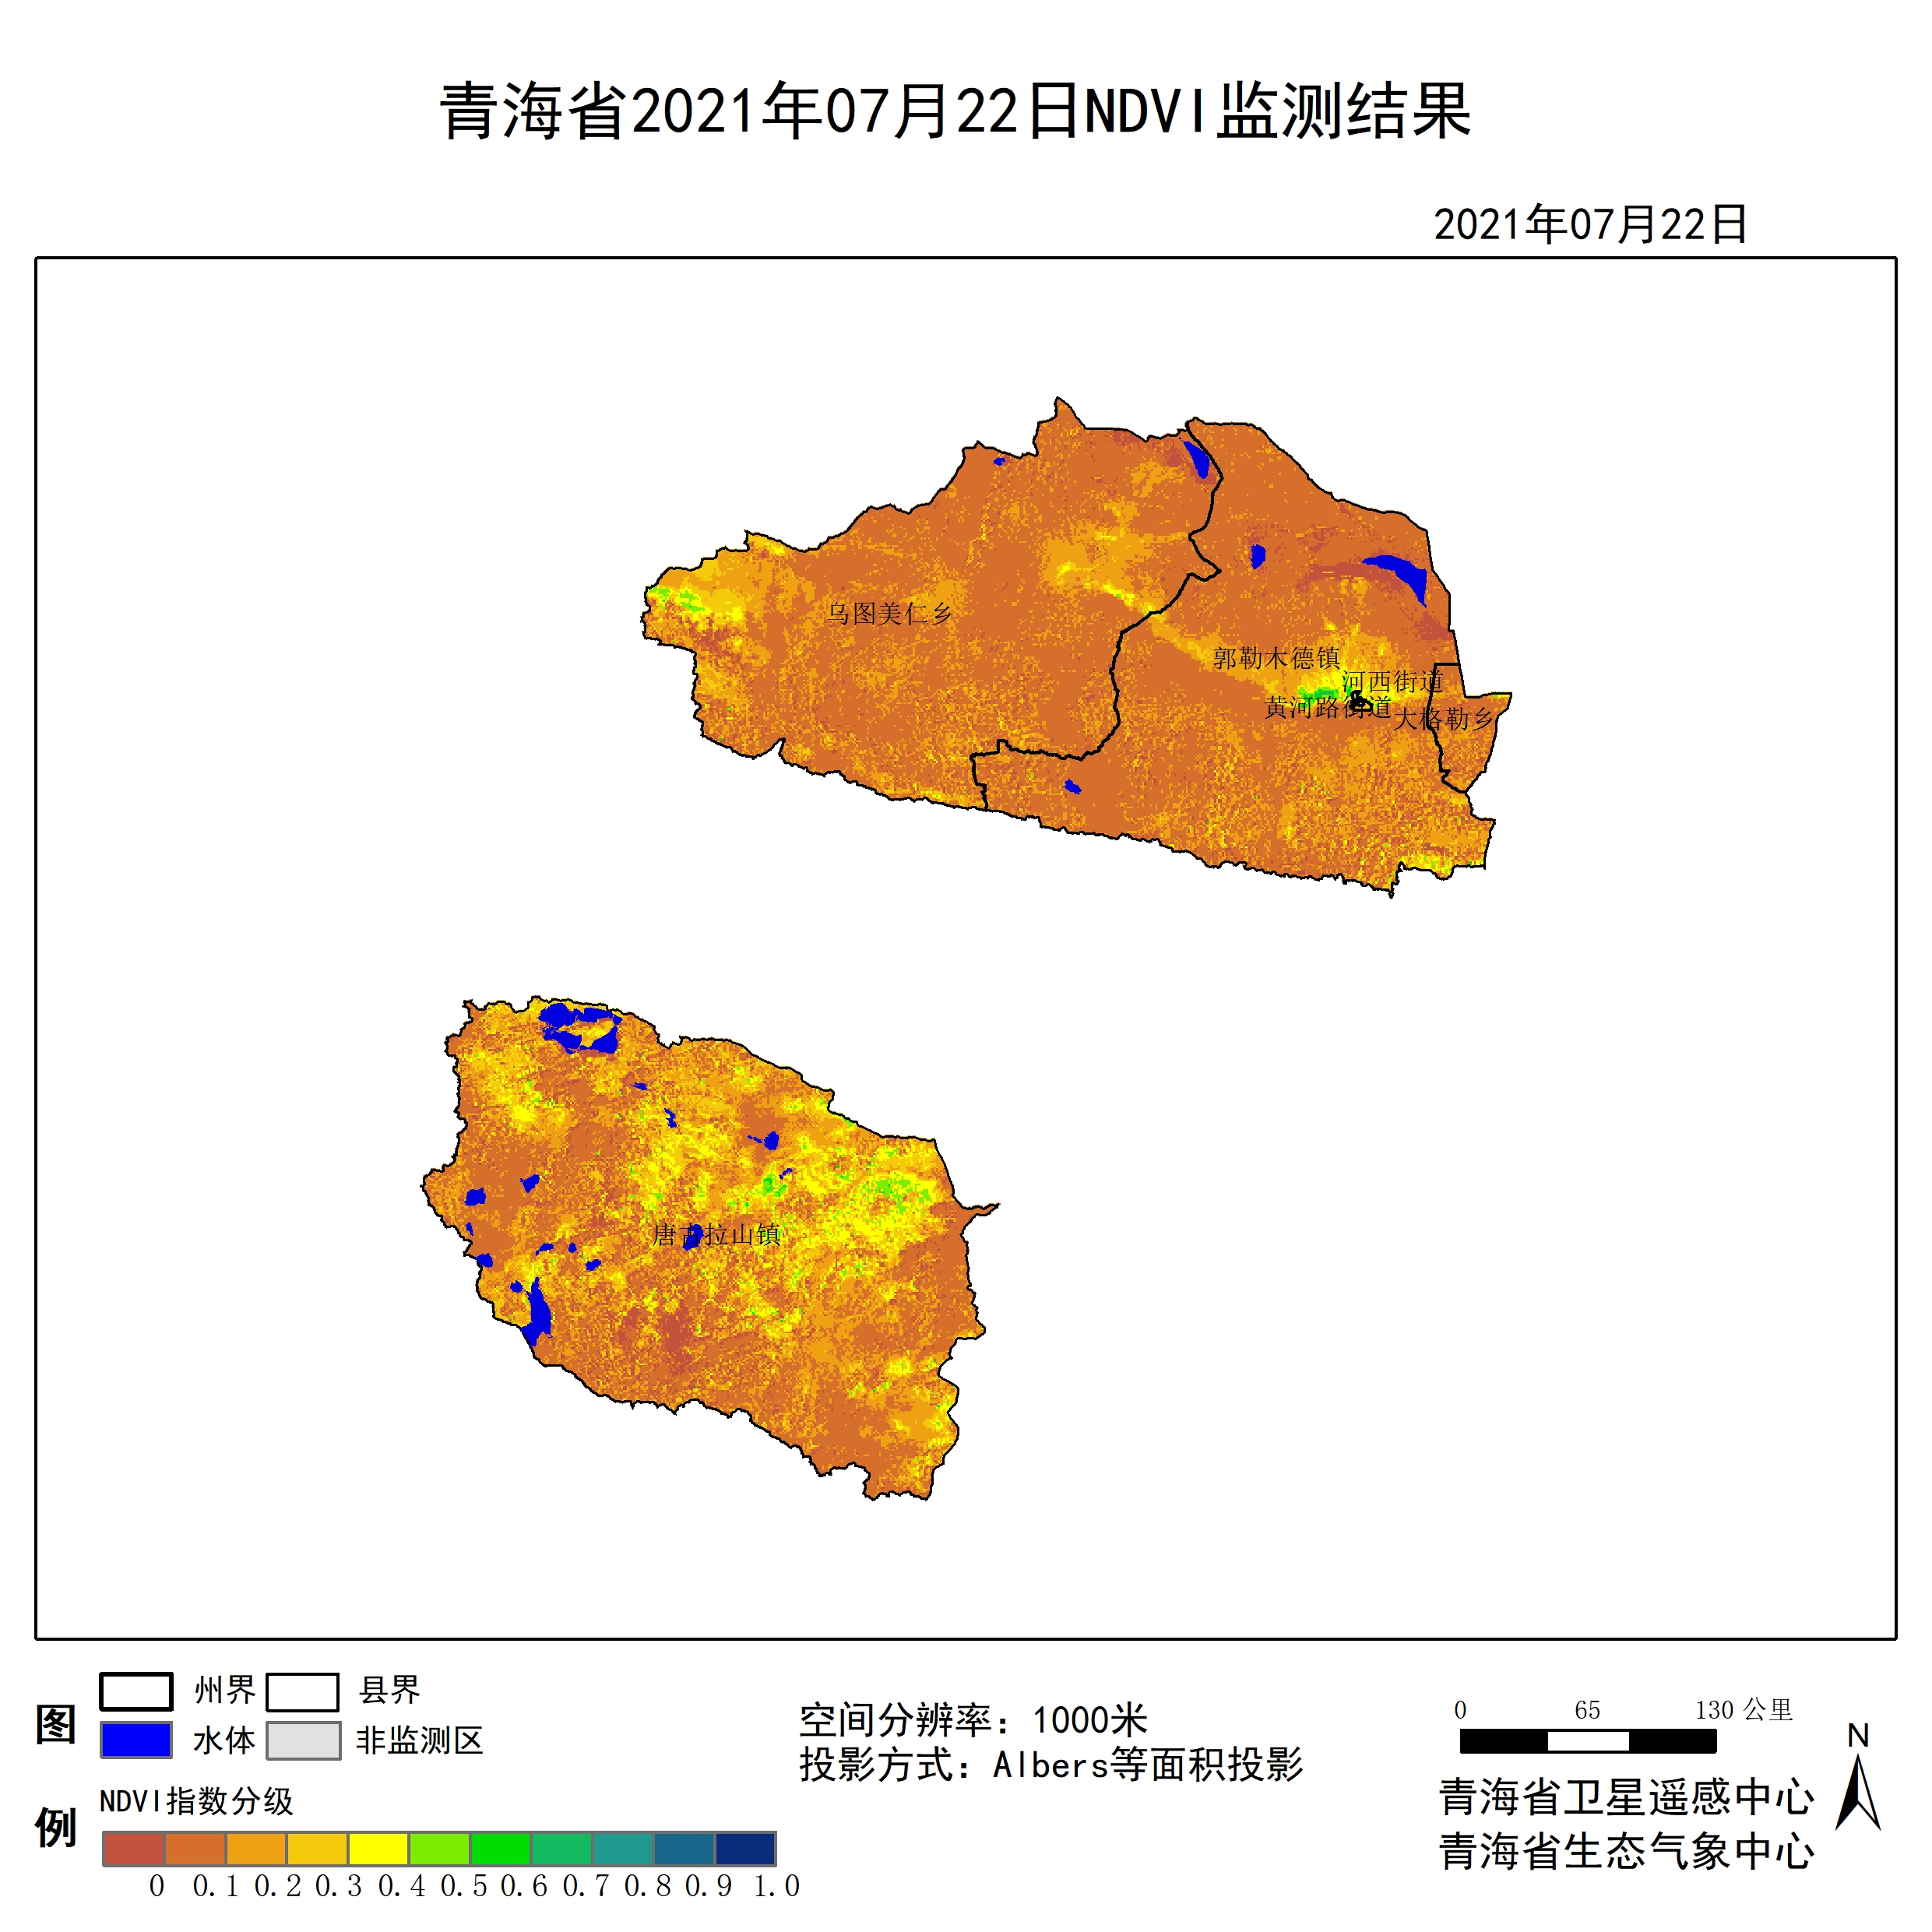 青海省2021年07月22日NDVI监测结果
2021年07月22日
乌图美仁乡
郭勒木德镇
河西街道
黄河路街道
大格勒乡
唐古拉山镇
图例
州界 县界
水体 非监测区
NDVI指数分级
0 0.1 0.2 0.3 0.4 0.5 0.6 0.7 0.8 0.9 1.0
空间分辨率：1000米
投影方式：Albers等面积投影
0 65 130 公里
N
青海省卫星遥感中心
青海省生态气象中心